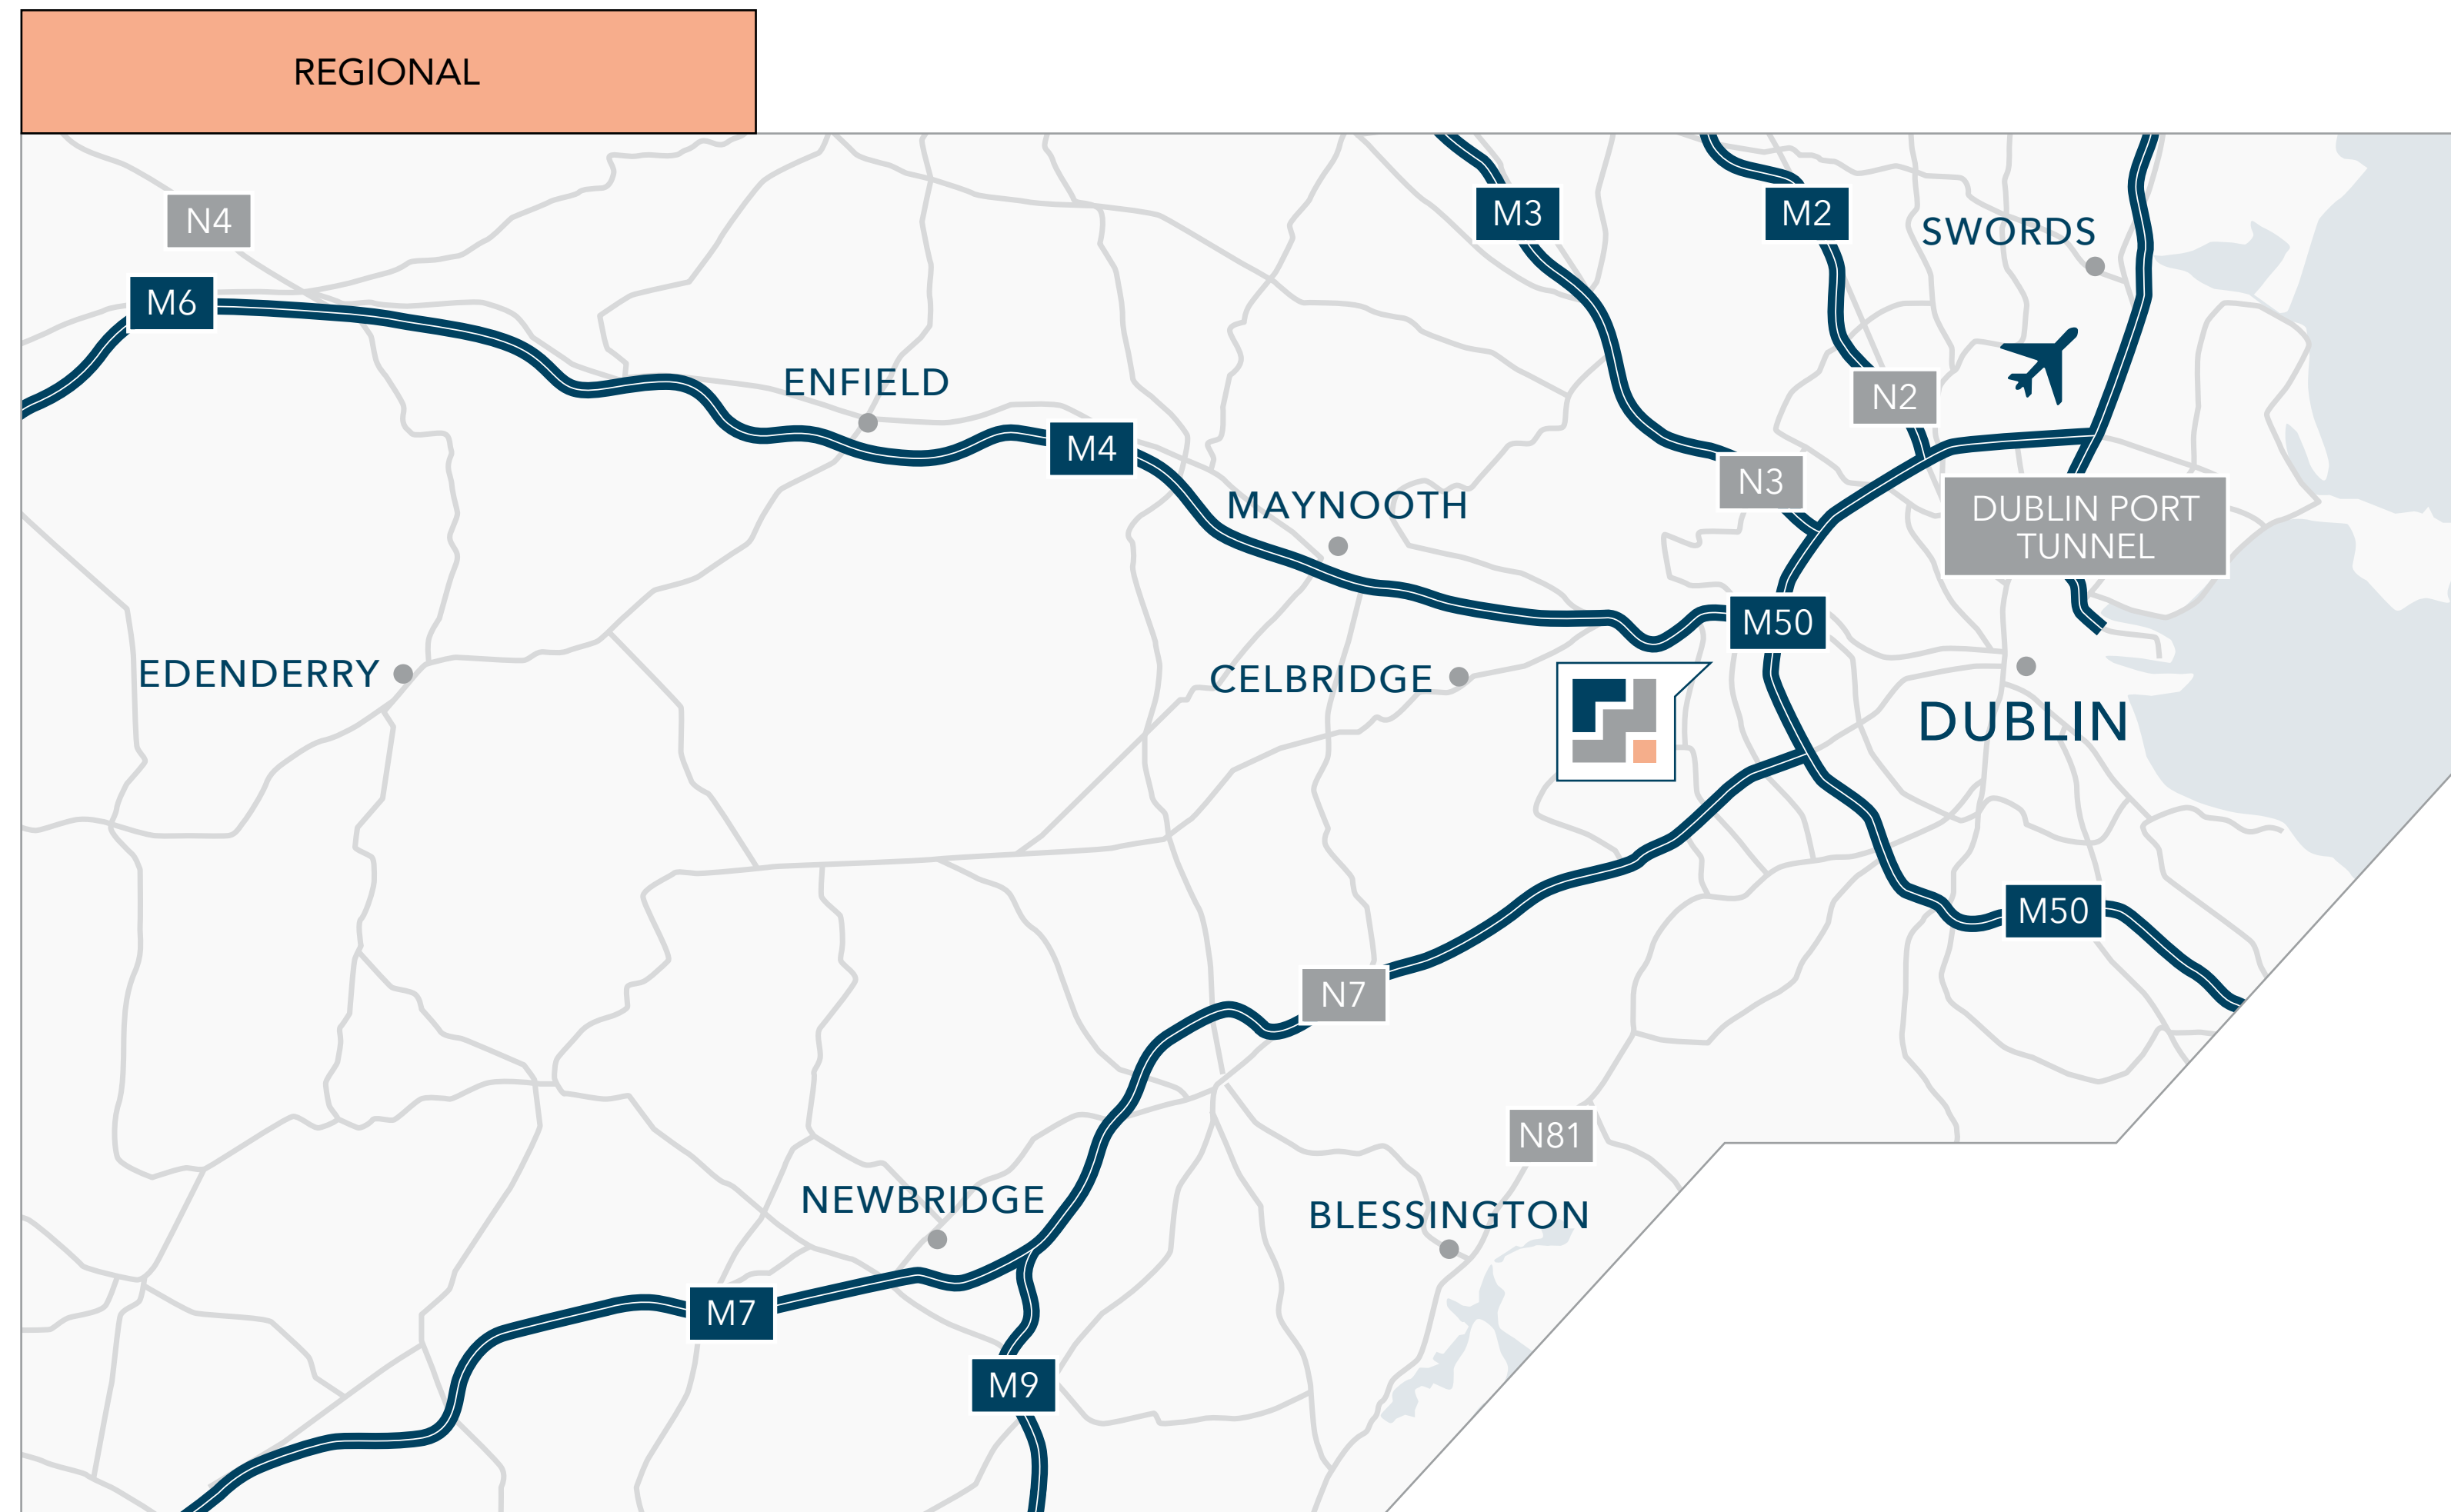 REGIONAL
N4
M3
M2
SWORDS
M6
ENFIELD
N2
M4
N3
MAYNOOTH
DUBLIN PORT
TUNNEL
M50
EDENDERRY
CELBRIDGE
DUBLIN
M50
N7
N81
NEWBRIDGE
BLESSINGTON
M7
M9